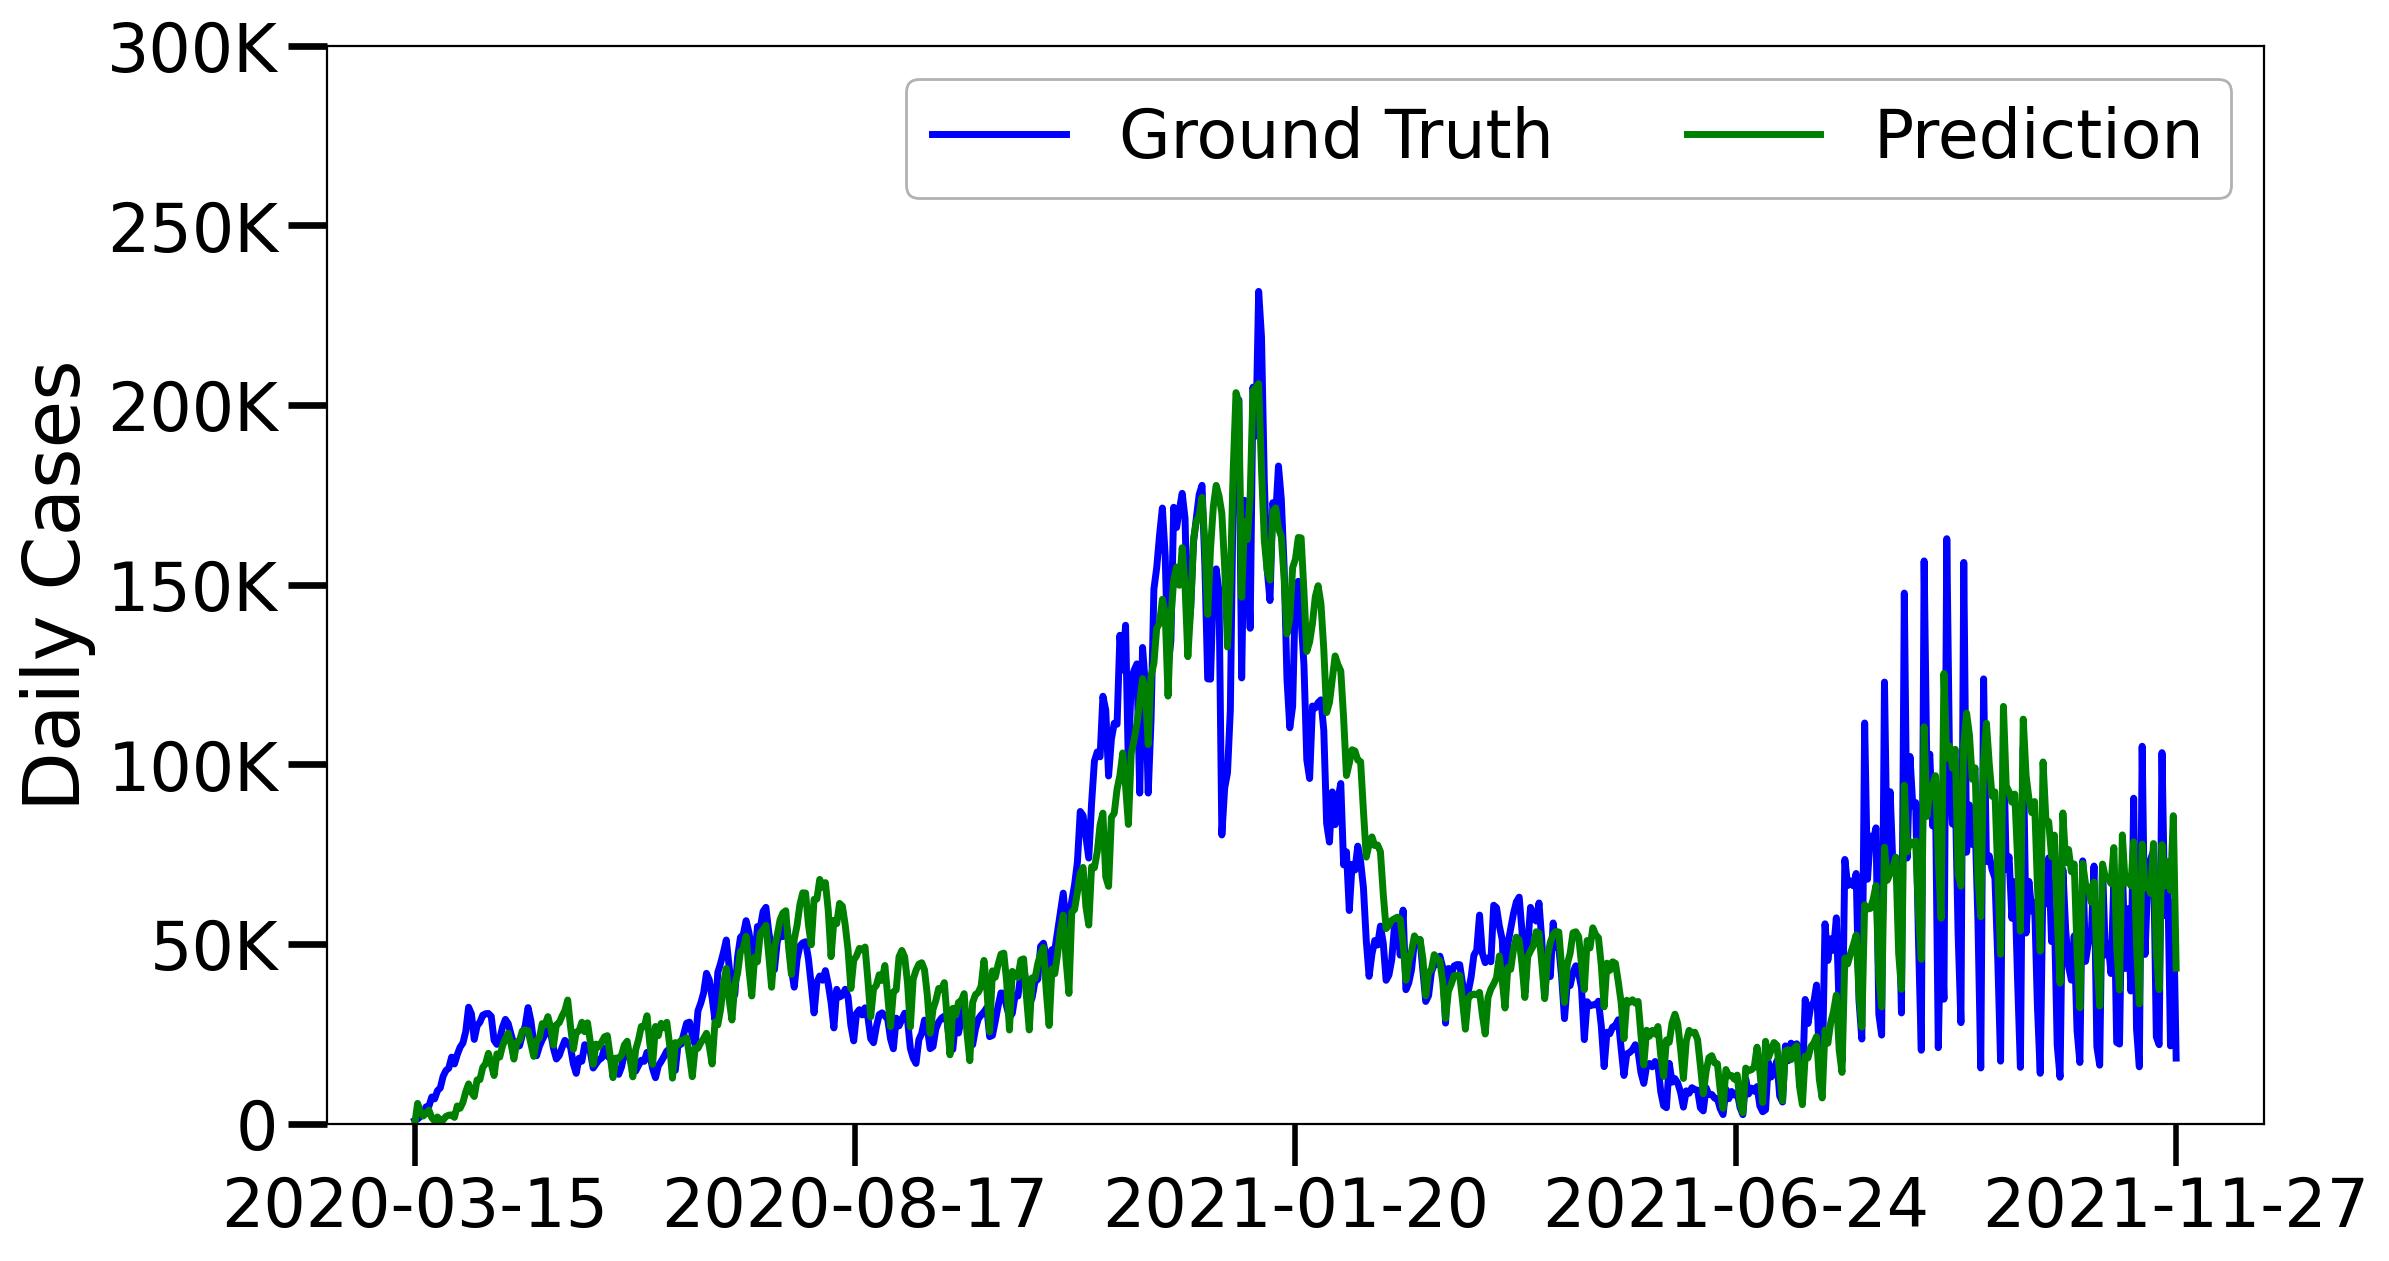 300K
250K
200K
150K
100K
50K
0
Daily Cases
Ground Truth
Prediction
2020-03-15
2020-08-17
2021-01-20
2021-06-24
2021-11-27